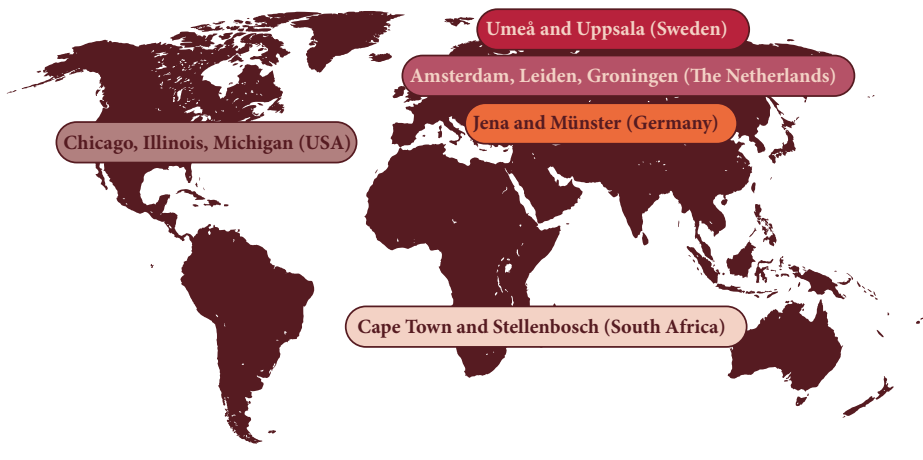 Umeå and Uppsala (Sweden)
Amsterdam, Leiden, Groningen (The Netherlands)
Jena and Münster (Germany)
Chicago, Illinois, Michigan (USA)
Cape Town and Stellenbosch (South Africa)